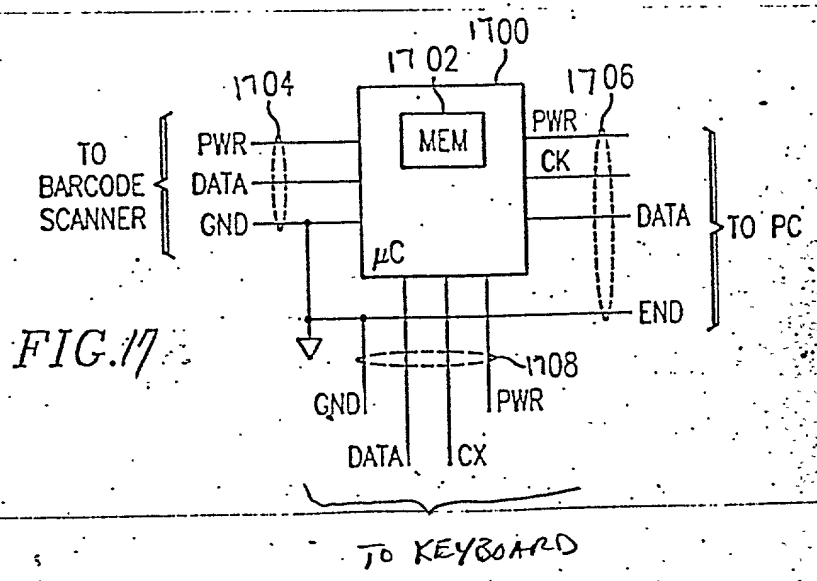 1700
1702
1704
1706
MEM
PWR
CK
DATA
END
TO PC
TO
BARCODE
SCANNER
PWR
DATA
GND
μC
FIG.17
1708
GND
PWR
DATA
CX
TO KEYBOARD